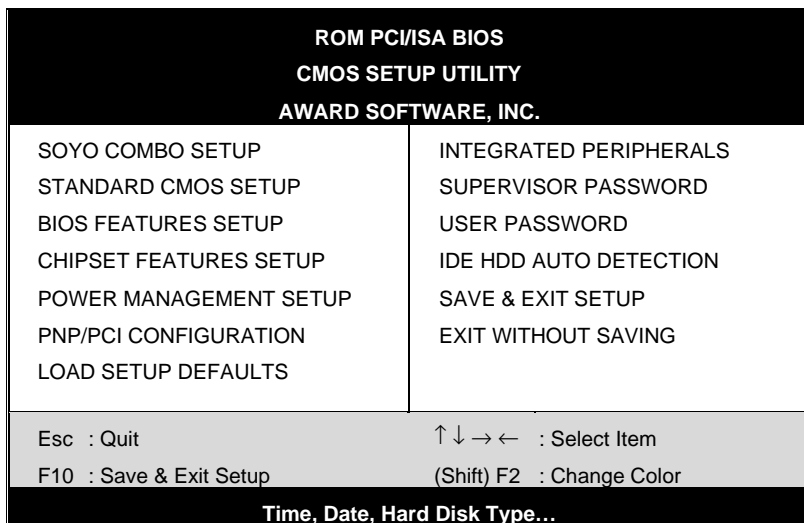 ROM PCI/ISA BIOS
CMOS SETUP UTILITY
AWARD SOFTWARE, INC.
SOYO COMBO SETUP
STANDARD CMOS SETUP
BIOS FEATURES SETUP
CHIPSET FEATURES SETUP
POWER MANAGEMENT SETUP
PNP/PCI CONFIGURATION
LOAD SETUP DEFAULTS
INTEGRATED PERIPHERALS
SUPERVISOR PASSWORD
USER PASSWORD
IDE HDD AUTO DETECTION
SAVE & EXIT SETUP
EXIT WITHOUT SAVING
Esc : Quit
↑ ↓ → ← : Select Item
F10 : Save & Exit Setup
(Shift) F2 : Change Color
Time, Date, Hard Disk Type…